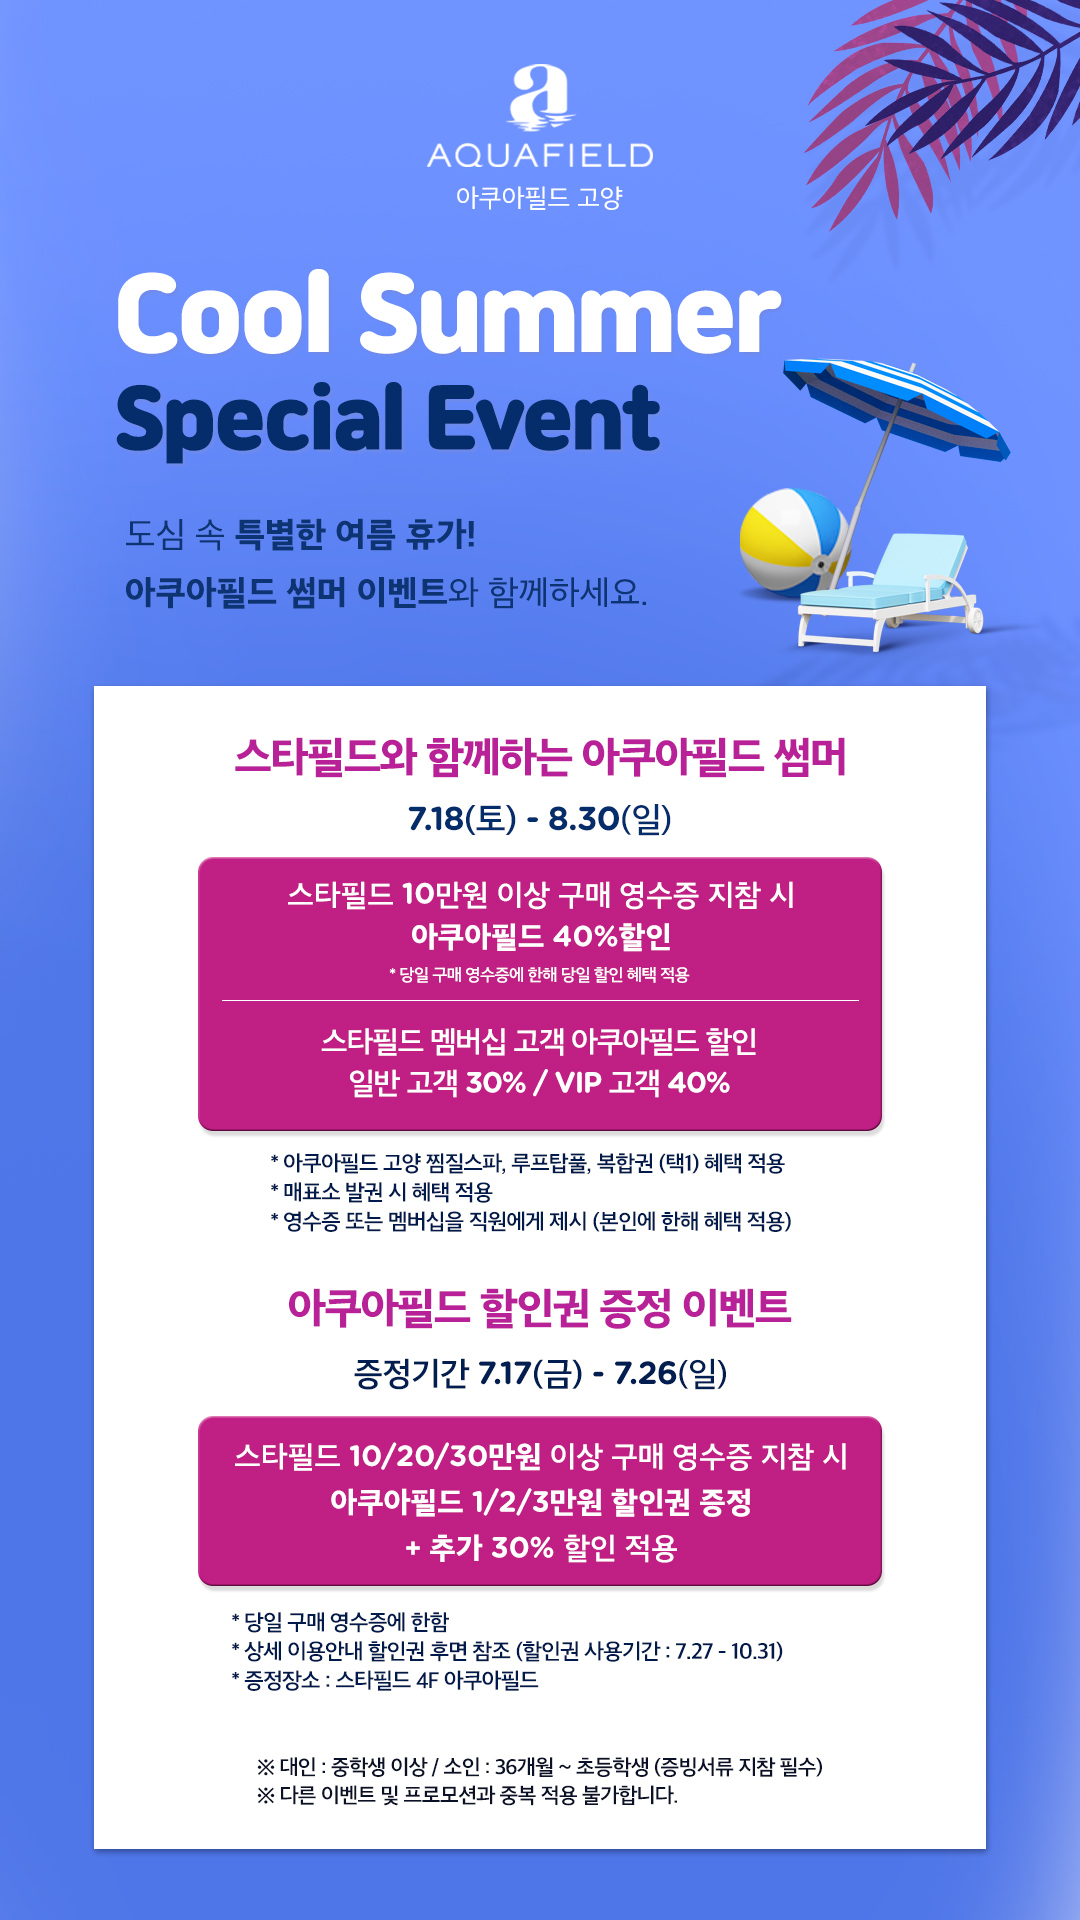 a
AQUAFIELD
아쿠아필드 고양
Cool Summer
Special Event
도심 속 특별한 여름 휴가!
아쿠아필드 썸머 이벤트와 함께하세요.
스타필드와 함께하는 아쿠아필드 썸머
7.18(토) - 8.30(일)
스타필드 10만원 이상 구매 영수증 지참 시
아쿠아필드 40%할인
* 당일 구매 영수증에 한해 당일 할인 혜택 적용
스타필드 멤버십 고객 아쿠아필드 할인
일반 고객 30% / VIP 고객 40%
* 아쿠아필드 고양 찜질스파, 루프탑풀, 복합권 (택1) 혜택 적용
* 매표소 발권 시 혜택 적용
* 영수증 또는 멤버십을 직원에게 제시 (본인에 한해 혜택 적용)
아쿠아필드 할인권 증정 이벤트
증정기간 7.17(금) - 7.26(일)
스타필드 10/20/30만원 이상 구매 영수증 지참 시
아쿠아필드 1/2/3만원 할인권 증정
+ 추가 30% 할인 적용
* 당일 구매 영수증에 한함
* 상세 이용안내 할인권 후면 참조 (할인권 사용기간 : 7.27 - 10.31)
* 증정장소 : 스타필드 4F 아쿠아필드
※ 대인 : 중학생 이상 / 소인 : 36개월 ~ 초등학생 (증빙서류 지참 필수)
※ 다른 이벤트 및 프로모션과 중복 적용 불가합니다.